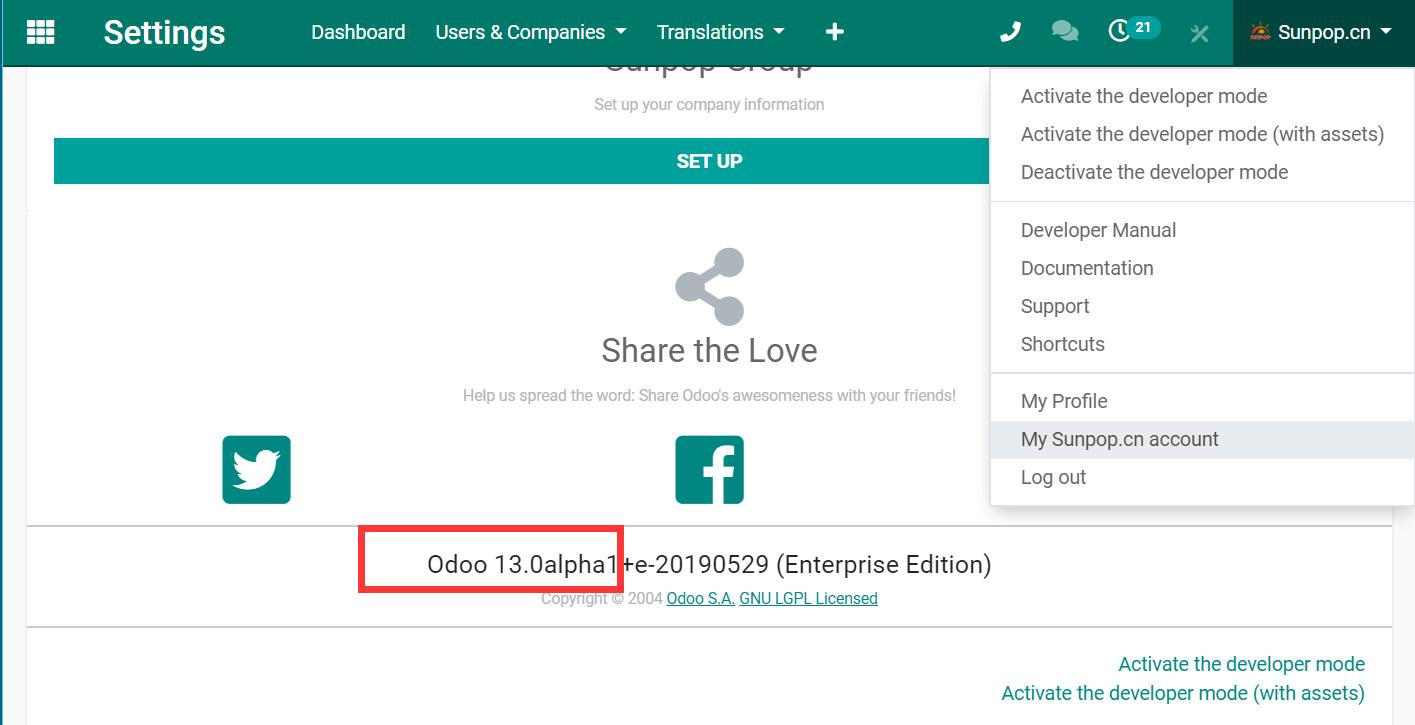 Settings
Dashboard
Users & Companies
Translations
21
Sunpop.cn
Sunpop Group
Set up your company information
SET UP
Share the Love
Help us spread the word: Share Odoo's awesomeness with your friends!
Odoo 13.0alpha1+e-20190529 (Enterprise Edition)
Copyright © 2004 Odoo S.A. GNU LGPL Licensed
Activate the developer mode
Activate the developer mode (with assets)
Activate the developer mode
Activate the developer mode (with assets)
Deactivate the developer mode
Developer Manual
Documentation
Support
Shortcuts
My Profile
My Sunpop.cn account
Log out